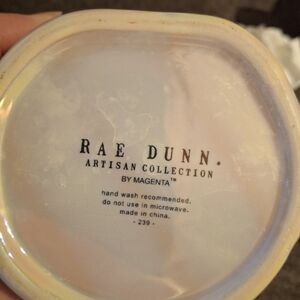 RAE DUNN.
ARTISAN COLLECTION
BY MAGENTA™
hand wash recommended.
do not use in microwave.
made in china.
- 239 -